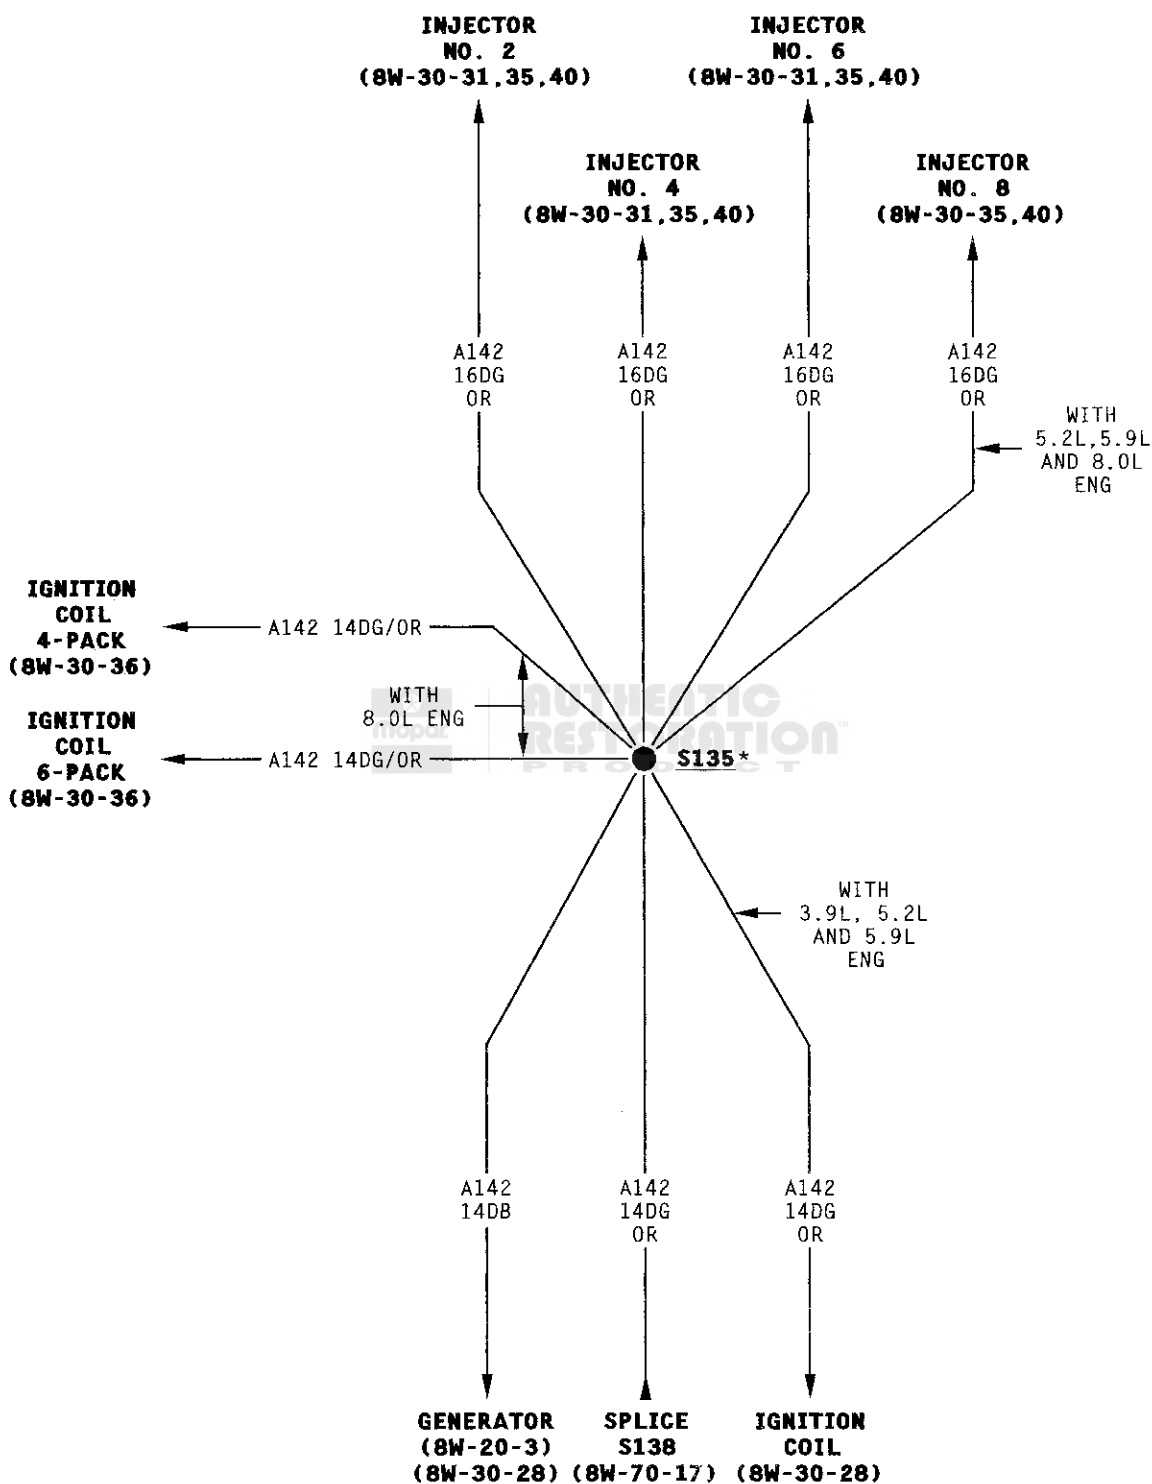 INJECTOR
NO. 2
(8W-30-31,35,40)
INJECTOR
NO. 6
(8W-30-31,35,40)
INJECTOR
NO. 4
(8W-30-31,35,40)
INJECTOR
NO. 8
(8W-30-35,40)
A142
16DG
OR
A142
16DG
OR
A142
16DG
OR
A142
16DG
OR
WITH
5.2L,5.9L
AND 8.0L
ENG
IGNITION
COIL
4-PACK
(8W-30-36)
A142 14DG/OR
WITH
8.0L ENG
IGNITION
COIL
6-PACK
(8W-30-36)
A142 14DG/OR
mopar
AUTHENTIC
RESTORATION™
PRODUCT
S135*
WITH
3.9L, 5.2L
AND 5.9L
ENG
A142
14DB
A142
14DG
OR
A142
14DG
OR
GENERATOR
(8W-20-3)
(8W-30-28)
SPLICE
S138
(8W-70-17)
IGNITION
COIL
(8W-30-28)